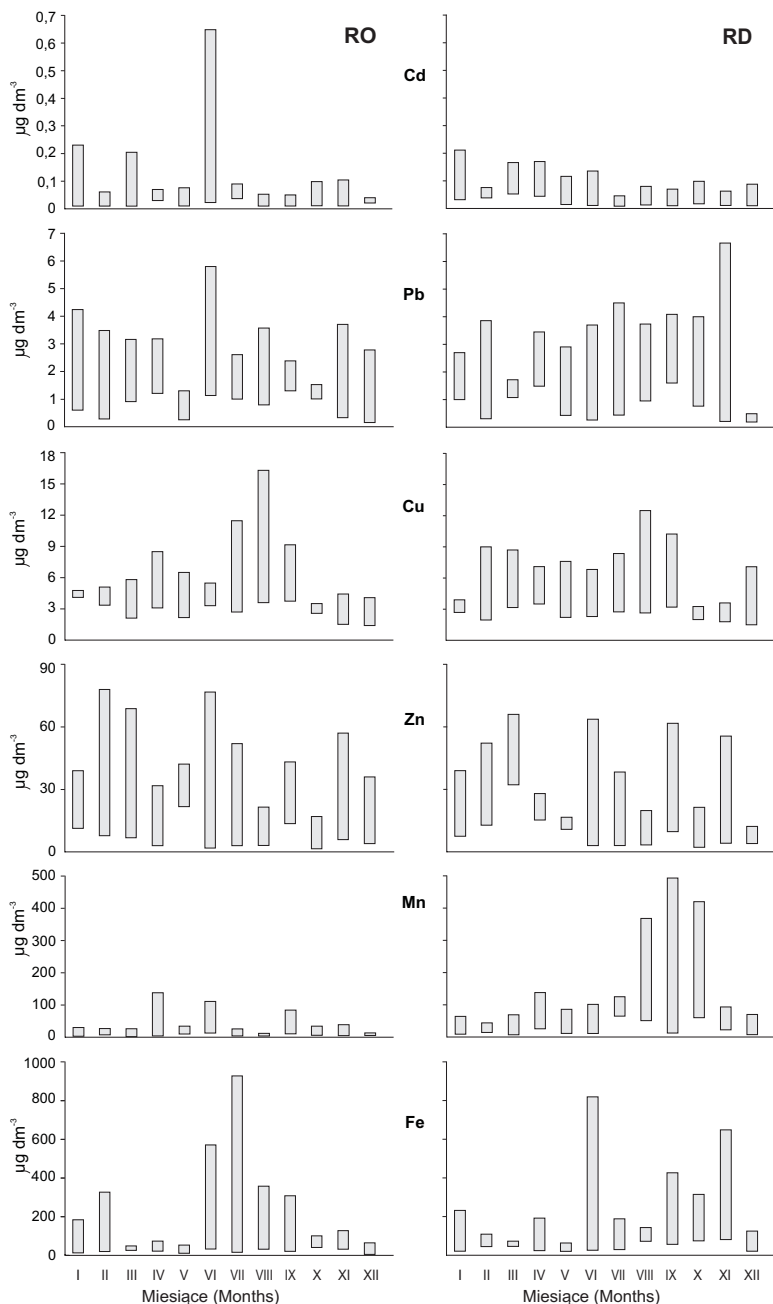 RO
RD
0,7
0,6
0,5
0,4
0,3
0,2
0,1
0
µg dm-3
Cd
7
6
5
4
3
2
1
0
µg dm-3
Pb
18
15
12
9
6
3
0
µg dm-3
Cu
90
60
30
0
µg dm-3
Zn
500
400
300
200
100
0
µg dm-3
Mn
1000
800
600
400
200
0
µg dm-3
Fe
I II III IV V VI VII VIII IX X XI XII
I II III IV V VI VII VIII IX X XI XII
Miesiące (Months)
Miesiące (Months)